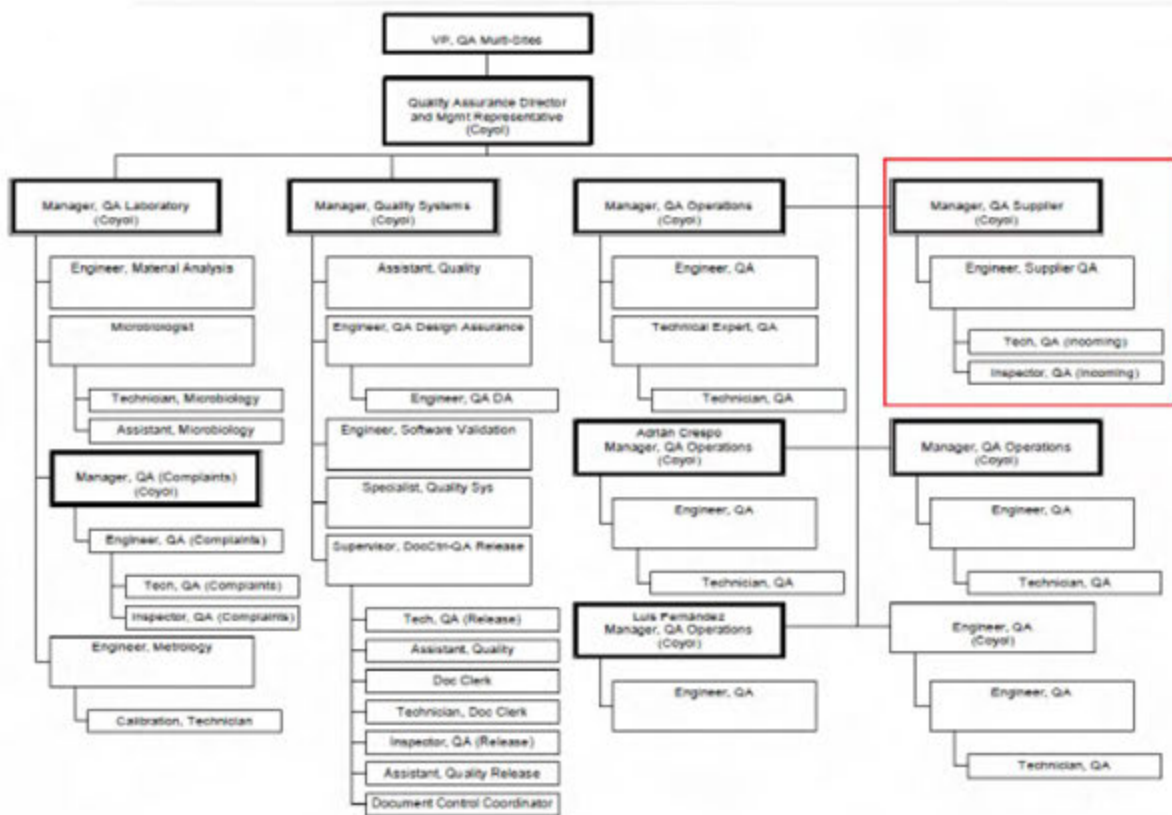 VP, QA Multi-Sites
Quality Assurance Director
and Mgmt Representative
(Coyol)
Manager, QA Laboratory
(Coyol)
Engineer, Material Analysis
Microbiologist
Technician, Microbiology
Assistant, Microbiology
Manager, QA (Complaints)
(Coyol)
Engineer, QA (Complaints)
Tech, QA (Complaints)
Inspector, QA (Complaints)
Engineer, Metrology
Calibration, Technician
Manager, Quality Systems
(Coyol)
Assistant, Quality
Engineer, QA Design Assurance
Engineer, QA DA
Engineer, Software Validation
Specialist, Quality Sys
Supervisor, DocCtrl-QA Release
Tech, QA (Release)
Assistant, Quality
Doc Clerk
Technician, Doc Clerk
Inspector, QA (Release)
Assistant, Quality Release
Document Control Coordinator
Manager, QA Operations
(Coyol)
Engineer, QA
Technical Expert, QA
Technician, QA
Adrián Crespo
Manager, QA Operations
(Coyol)
Engineer, QA
Technician, QA
Luis Fernández
Manager, QA Operations
(Coyol)
Engineer, QA
Manager, QA Supplier
(Coyol)
Engineer, Supplier QA
Tech, QA (Incoming)
Inspector, QA (Incoming)
Manager, QA Operations
(Coyol)
Engineer, QA
Technician, QA
Engineer, QA
(Coyol)
Engineer, QA
Technician, QA